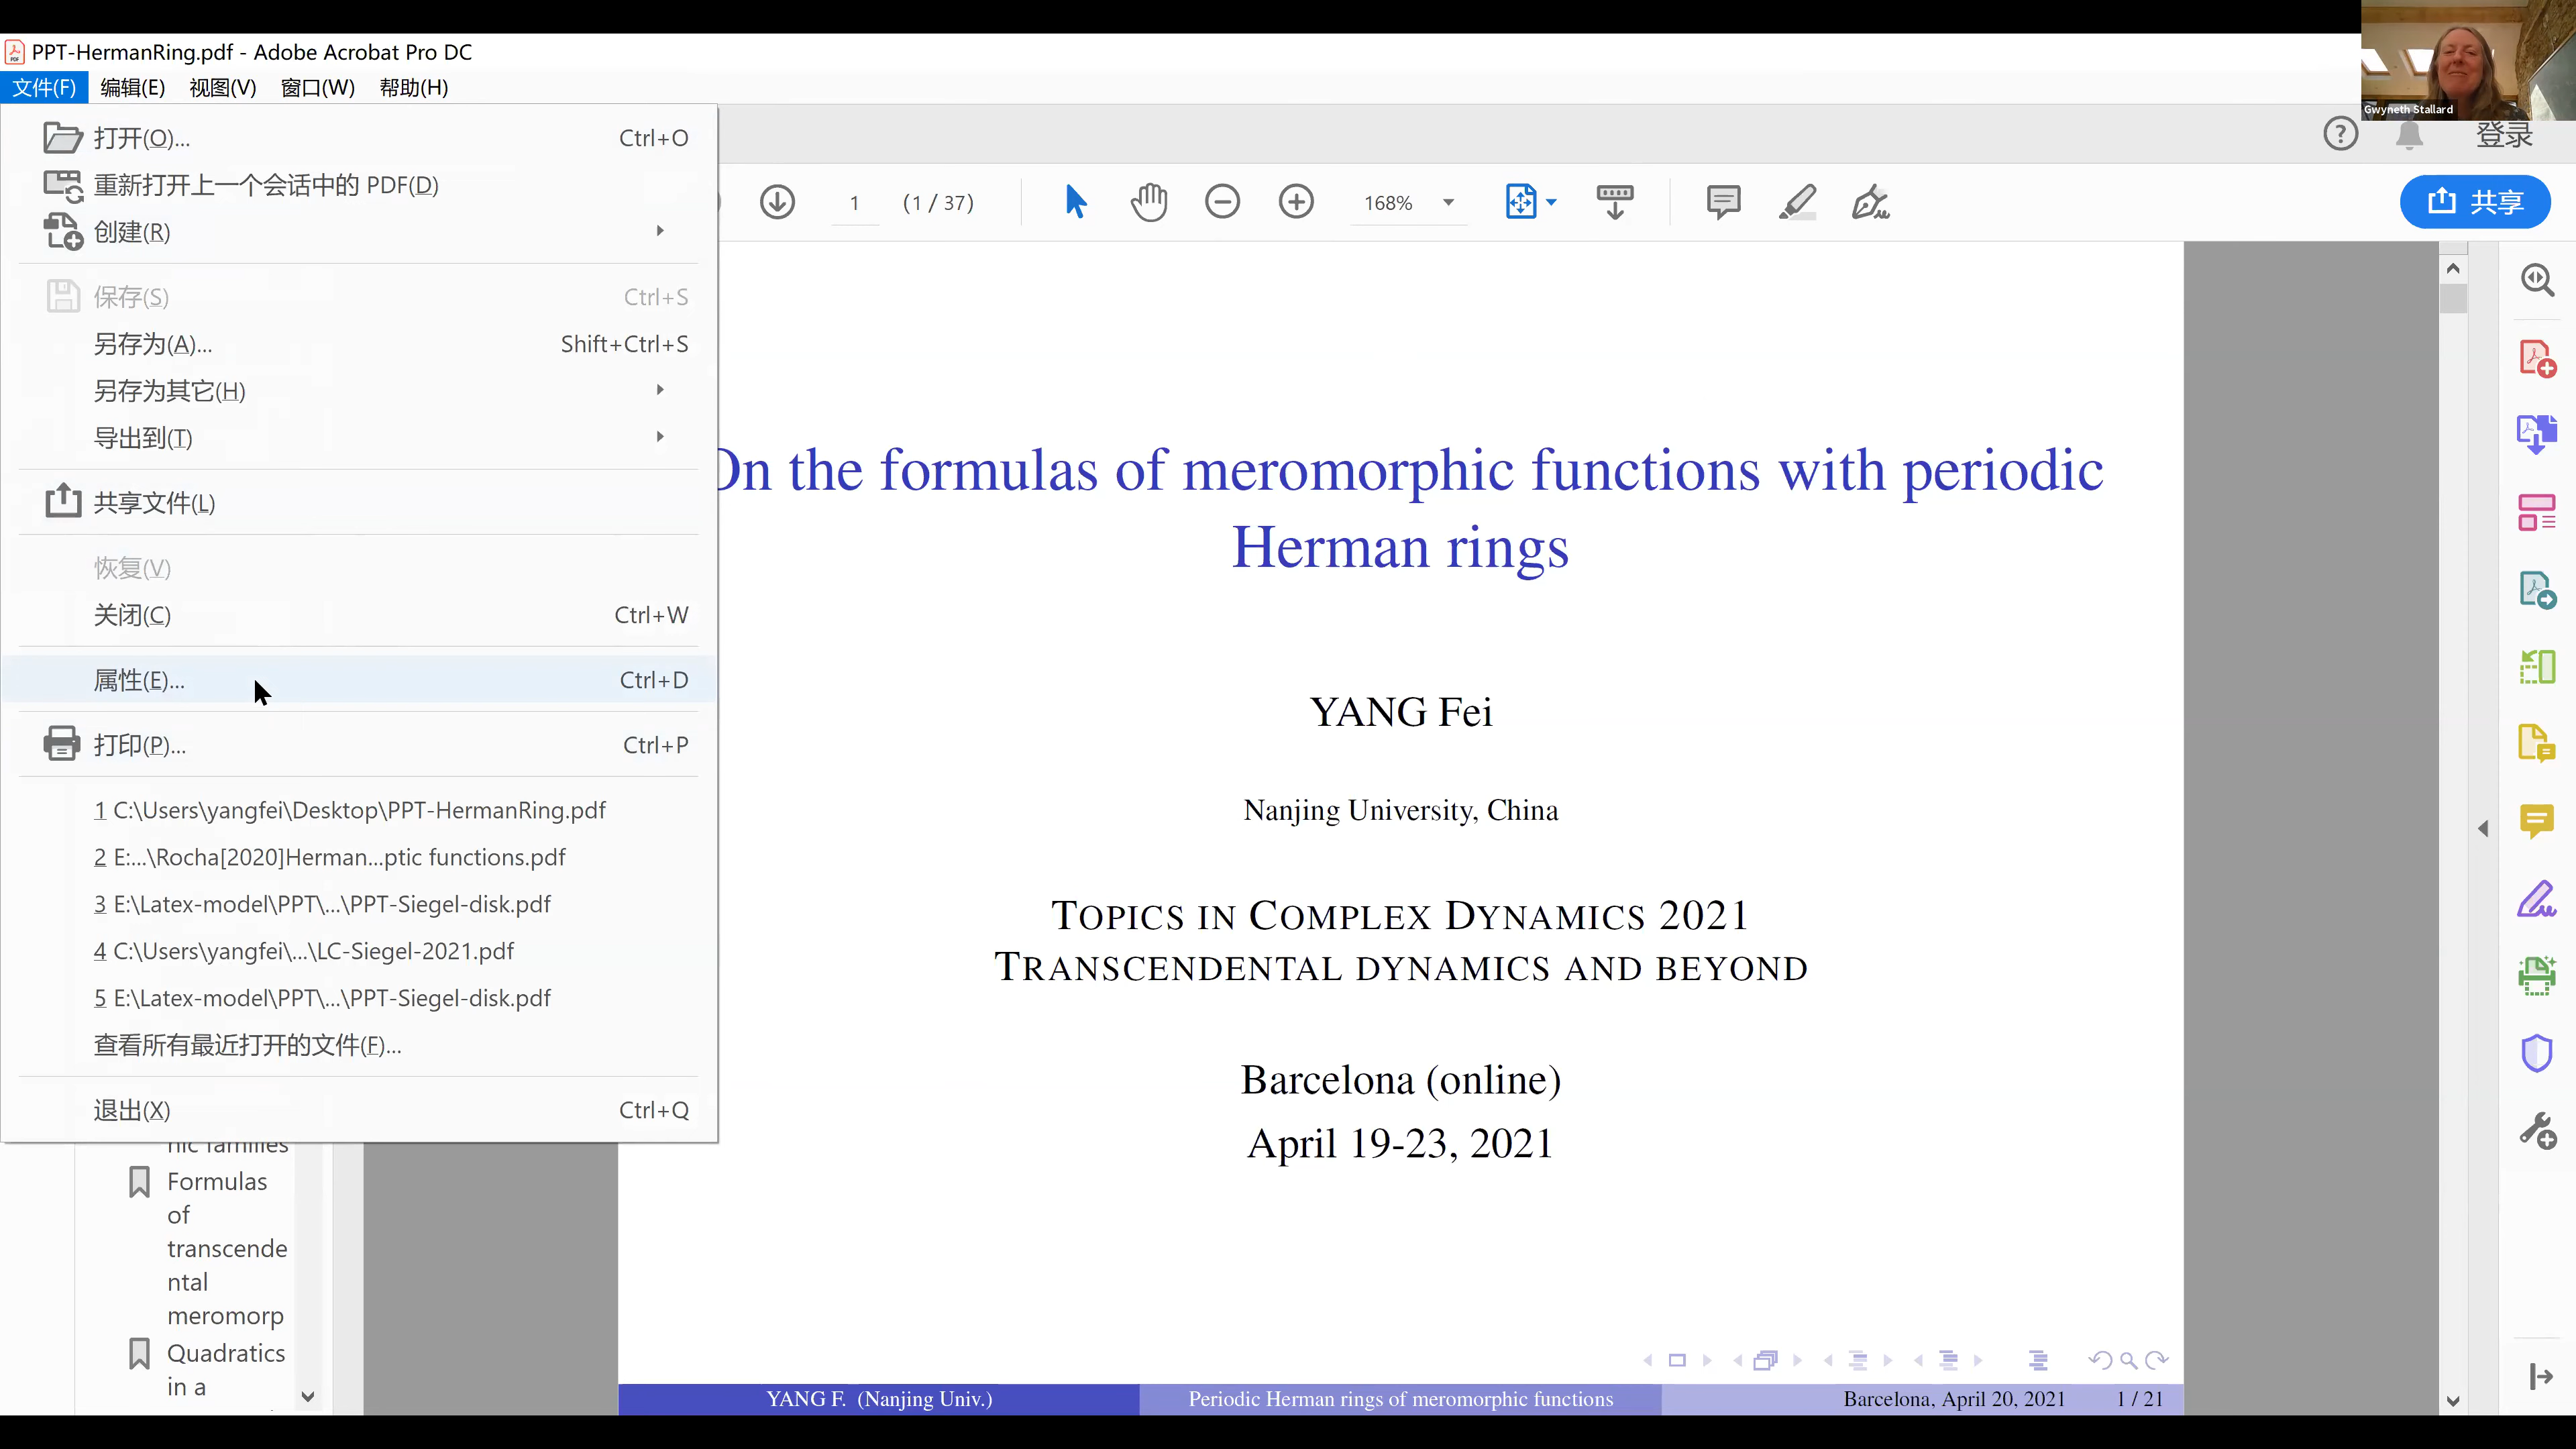 PPT-HermanRing.pdf - Adobe Acrobat Pro DC
文件(F) 编辑(E) 视图(V) 窗口(W) 帮助(H)
Gwyneth Stallard
登录
打开(O)... Ctrl+O
重新打开上一个会话中的 PDF(D)
创建(R)
保存(S) Ctrl+S
另存为(A)... Shift+Ctrl+S
另存为其它(H)
导出到(T)
共享文件(L)
恢复(V)
关闭(C) Ctrl+W
属性(E)... Ctrl+D
打印(P)... Ctrl+P
1 C:\Users\yangfei\Desktop\PPT-HermanRing.pdf
2 E:...\Rocha[2020]Herman...ptic functions.pdf
3 E:\Latex-model\PPT\...\PPT-Siegel-disk.pdf
4 C:\Users\yangfei\...\LC-Siegel-2021.pdf
5 E:\Latex-model\PPT\...\PPT-Siegel-disk.pdf
查看所有最近打开的文件(F)...
退出(X) Ctrl+Q
nic families
Formulas
of
transcende
ntal
meromorp
Quadratics
in a
1 (1 / 37) 168% 共享
On the formulas of meromorphic functions with periodic
Herman rings
YANG Fei
Nanjing University, China
TOPICS IN COMPLEX DYNAMICS 2021
TRANSCENDENTAL DYNAMICS AND BEYOND
Barcelona (online)
April 19-23, 2021
YANG F. (Nanjing Univ.) Periodic Herman rings of meromorphic functions Barcelona, April 20, 2021 1 / 21